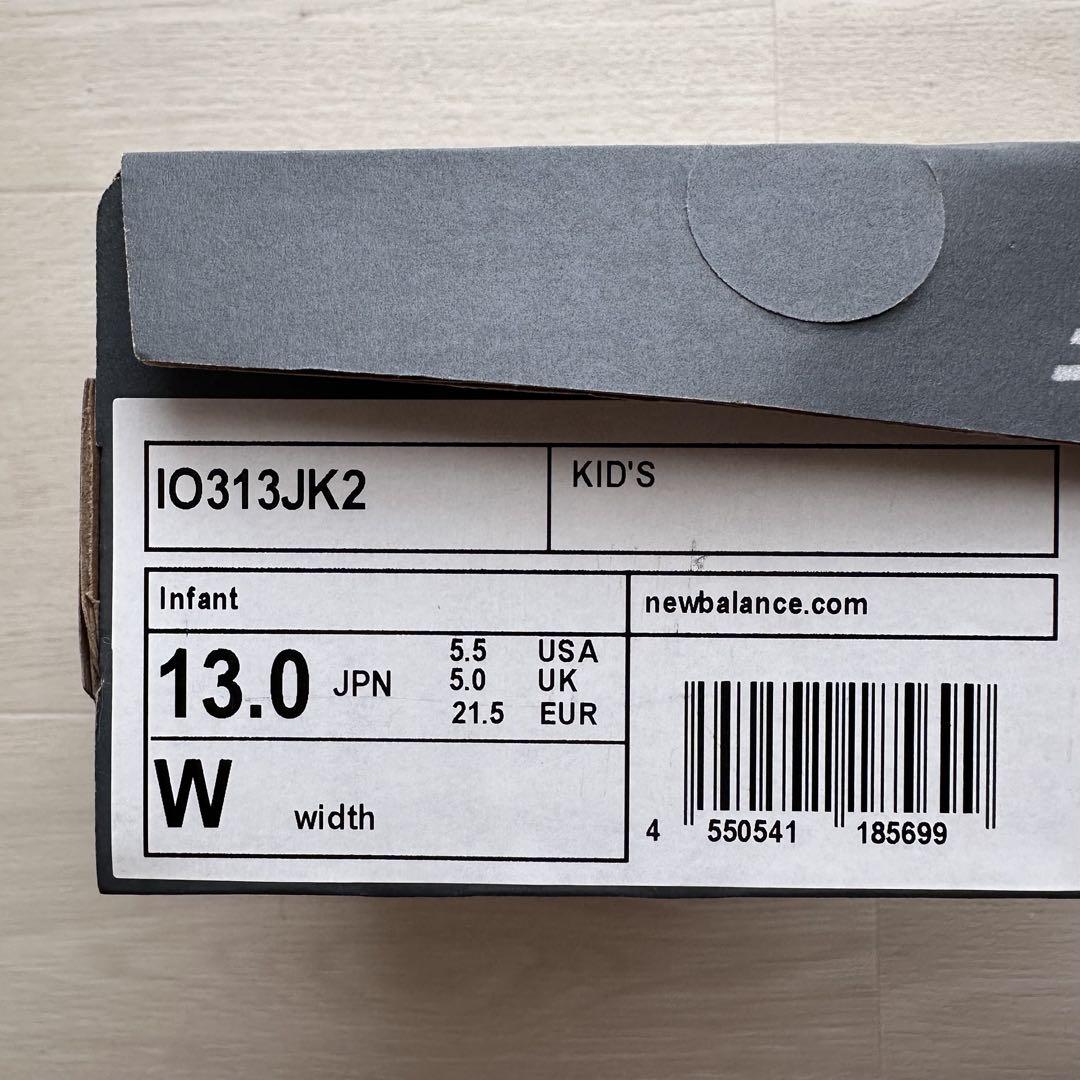 IO313JK2
KID'S
Infant
newbalance.com
13.0 JPN
5.5 USA
5.0 UK
21.5 EUR
W width
4 550541 185699